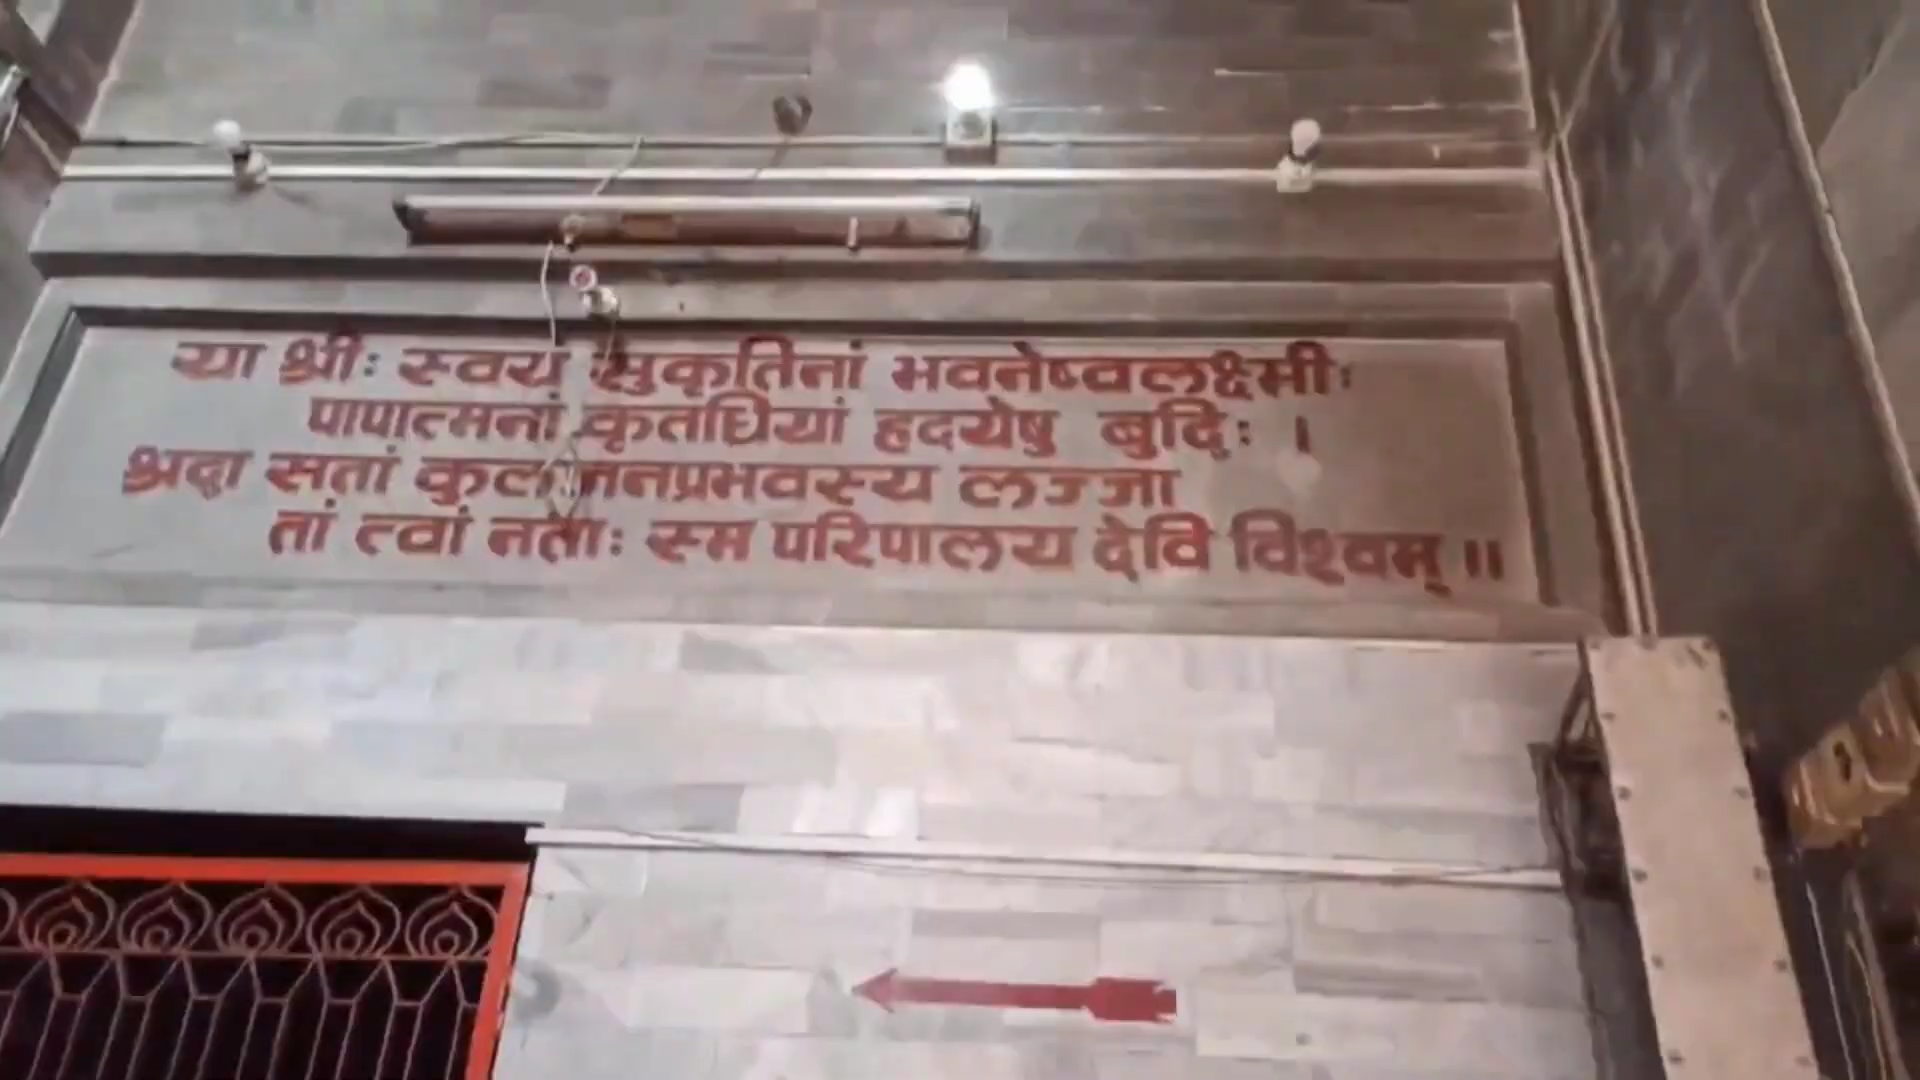 या श्रीः स्वयं सुकृतिनां भवनेष्वलक्ष्मीः
पापात्मनां कृतधियां हृदयेषु बुद्धिः ।
श्रद्धा सतां कुलजनप्रभवस्य लज्जा
तां त्वां नताः स्म परिपालय देवि विश्वम् ॥